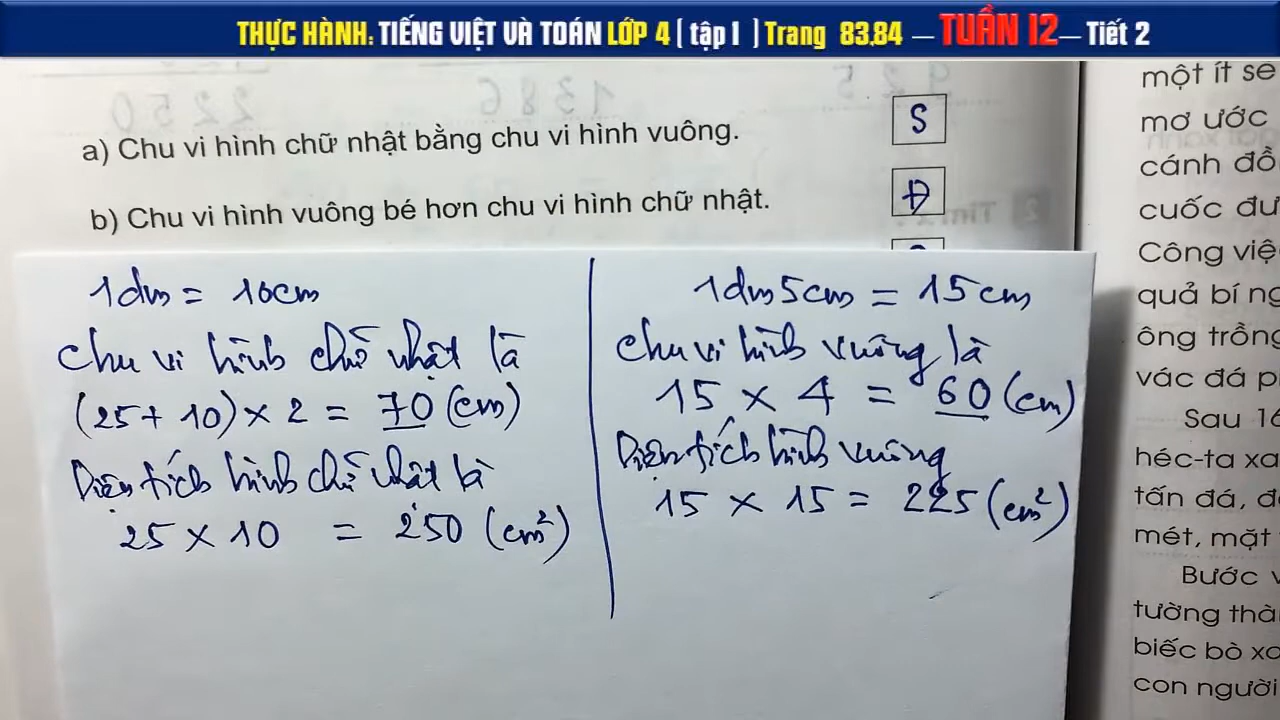 THỰC HÀNH: TIẾNG VIỆT VÀ TOÁN LỚP 4 ( tập 1 ) Trang 83,84 – TUẦN 12 – Tiết 2
a) Chu vi hình chữ nhật bằng chu vi hình vuông.
S
b) Chu vi hình vuông bé hơn chu vi hình chữ nhật.
Đ
1dm = 10cm
Chu vi hình chữ nhật là
(25 + 10) × 2 = 70 (cm)
Diện tích hình chữ nhật là
25 × 10 = 250 (cm²)
1dm5cm = 15cm
Chu vi hình vuông là
15 × 4 = 60 (cm)
Diện tích hình vuông
15 × 15 = 225 (cm²)
một ít se
mơ ước
cánh đồ
cuốc đư
Công việ
quả bí ng
ông trồng
vác đá p
Sau 16
héc-ta xa
tấn đá, đ
mét, mặt
Bước v
tường thà
biếc bò xo
con người